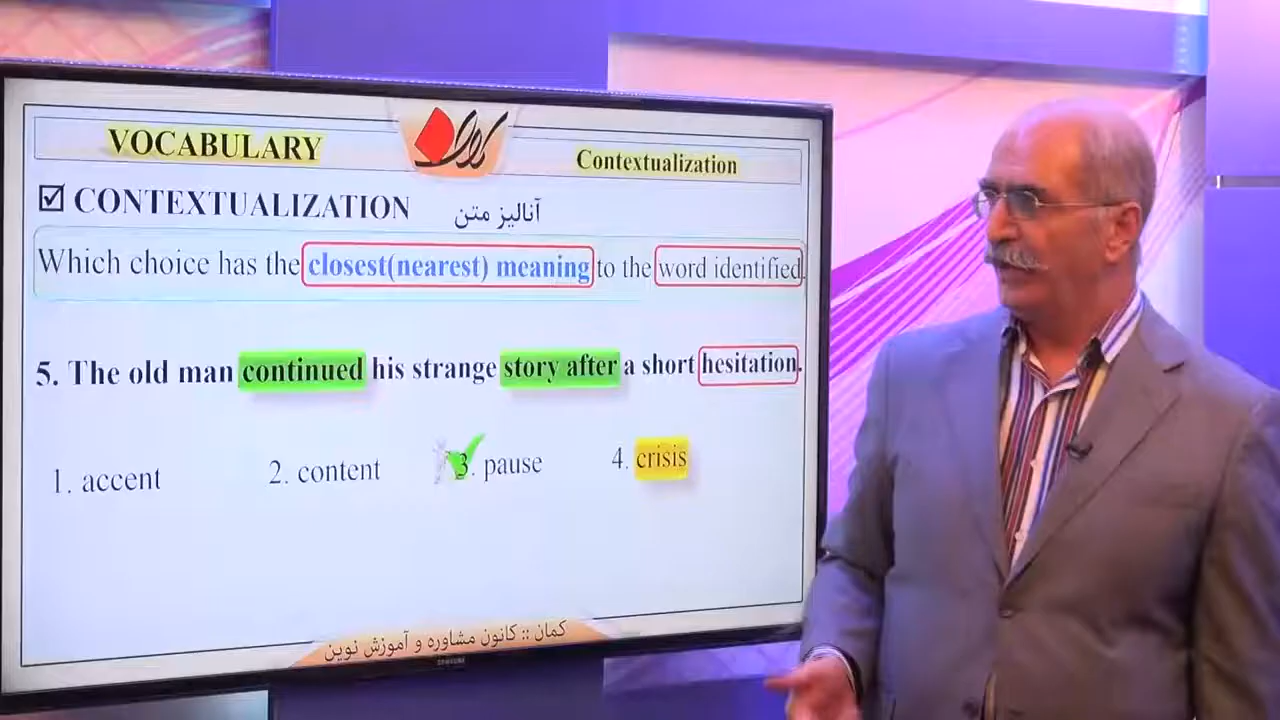 VOCABULARY
Contextualization
CONTEXTUALIZATION آنالیز متن
Which choice has the closest(nearest) meaning to the word identified.
5. The old man continued his strange story after a short hesitation.
1. accent 2. content 3. pause 4. crisis
کمان :: کانون مشاوره و آموزش نوین
SAMSUNG